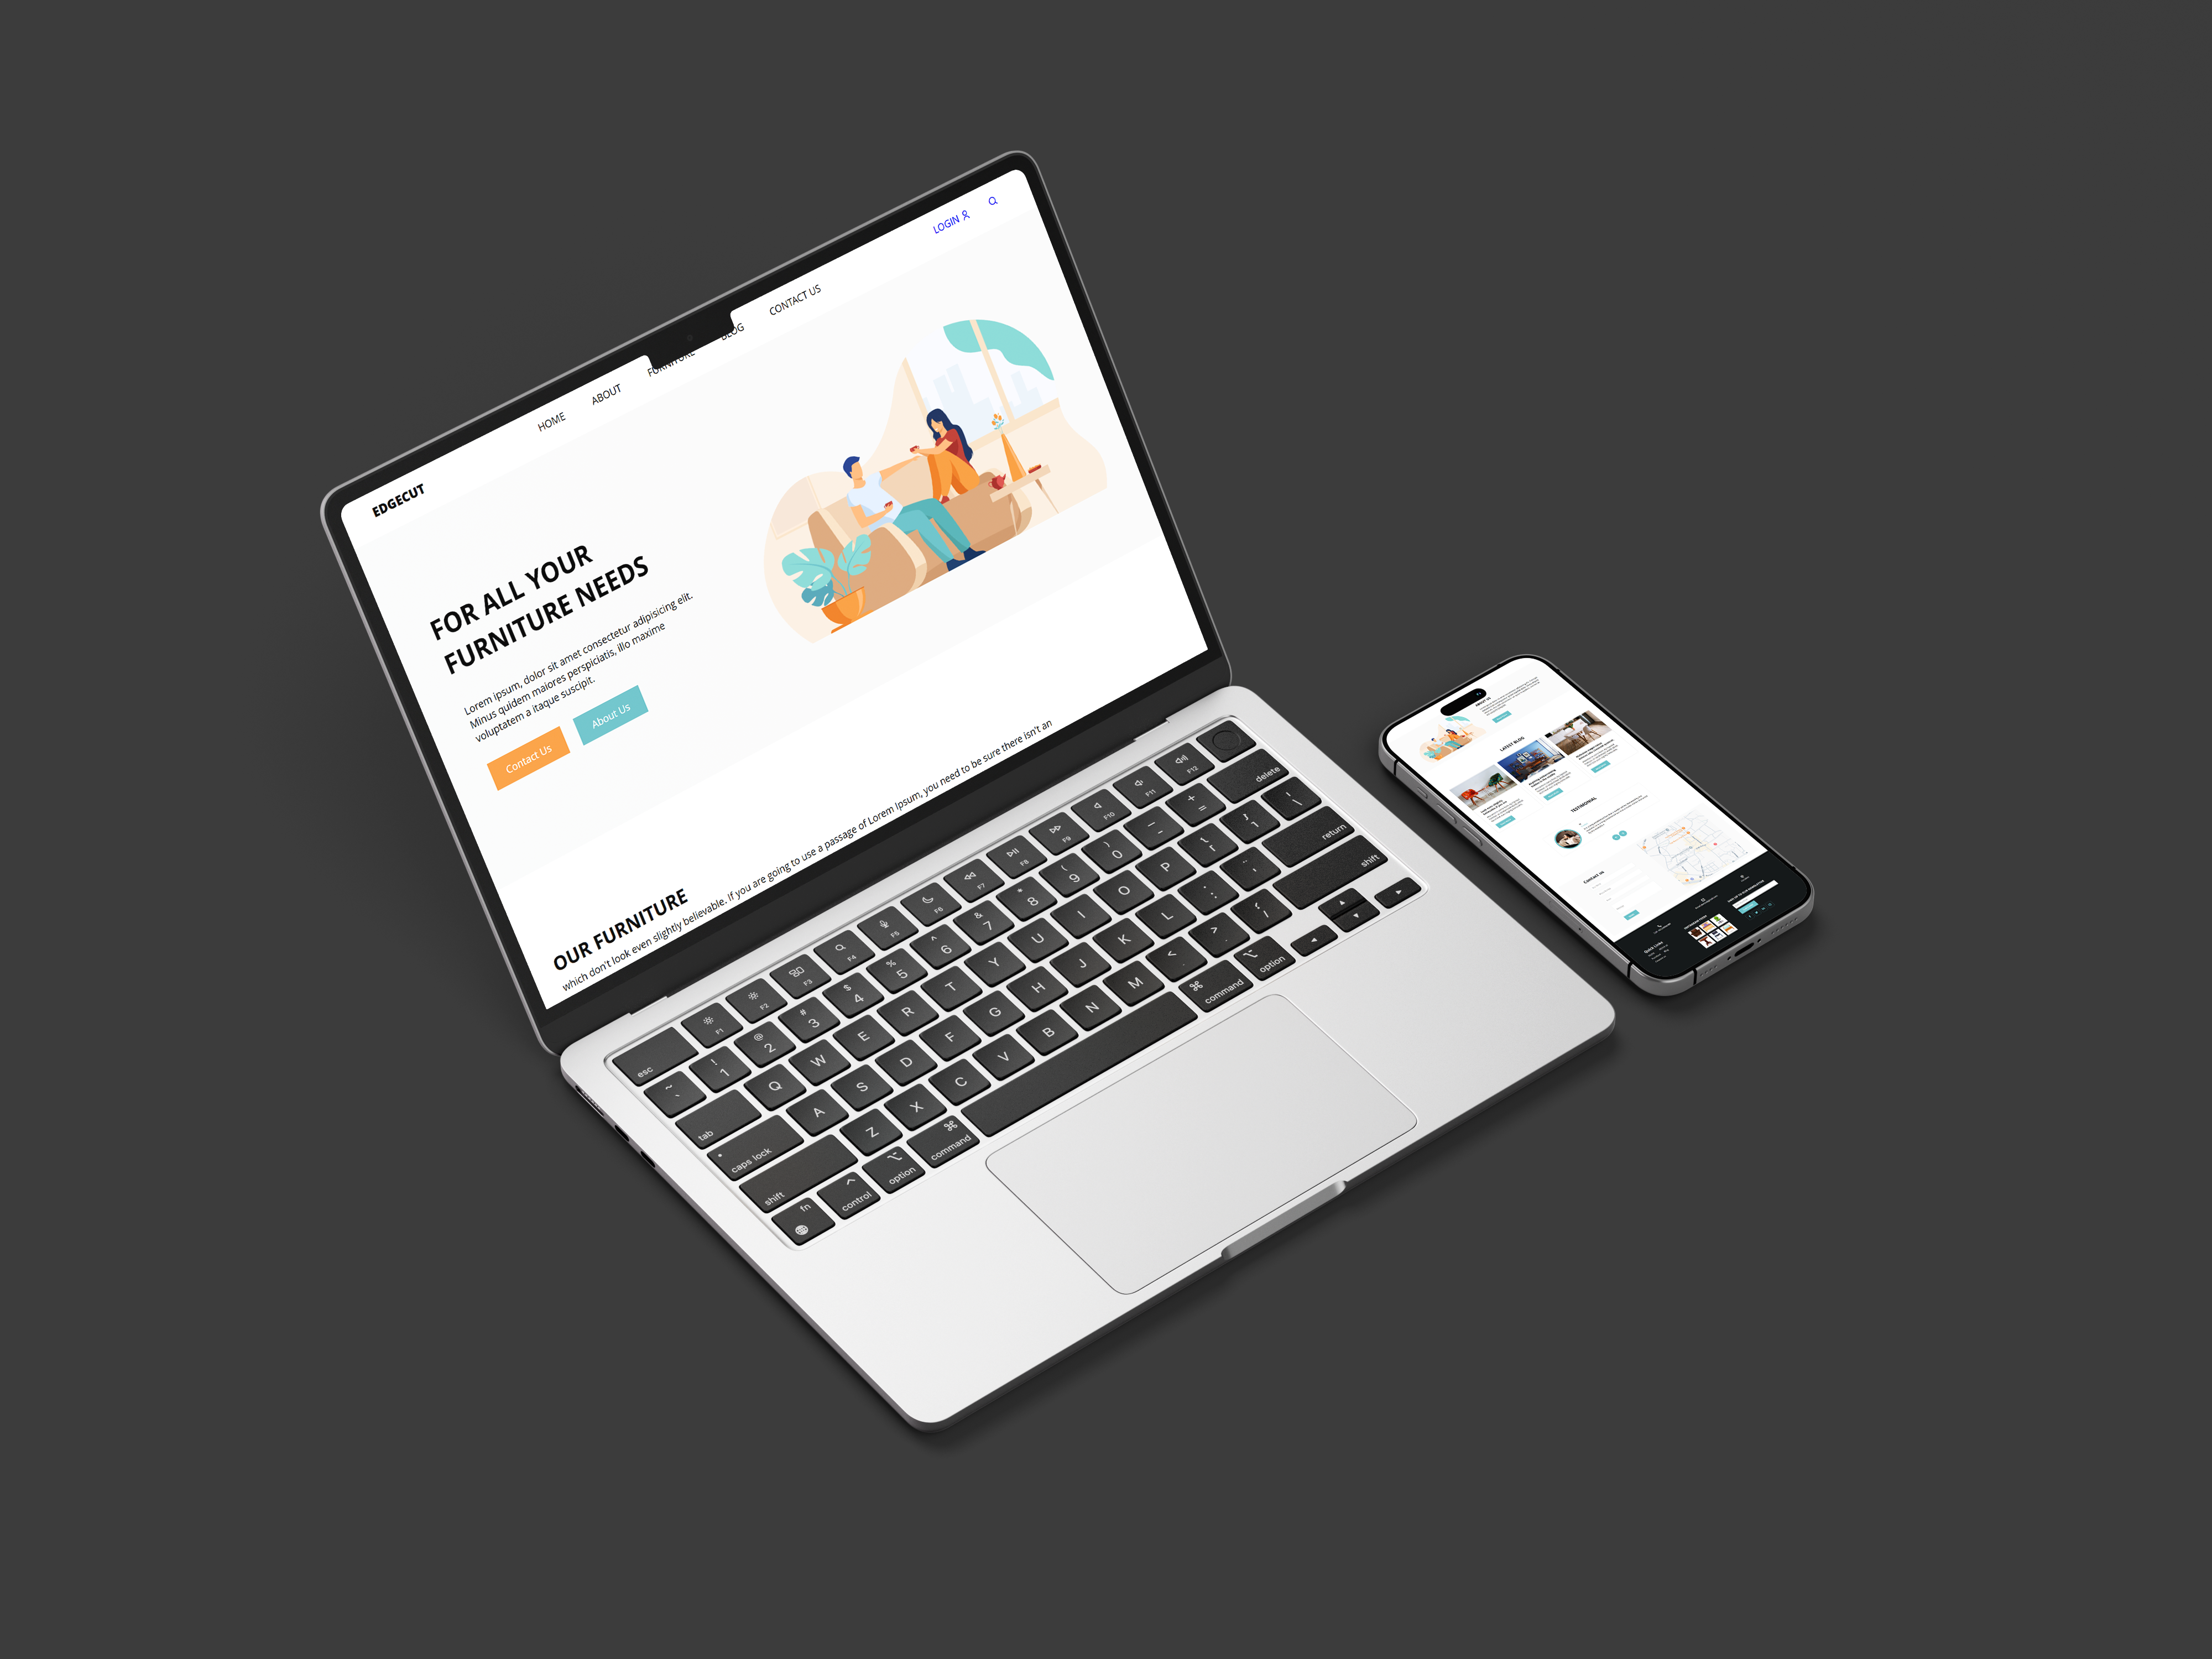 LOGIN
HOME
ABOUT
FURNITURE
BLOG
CONTACT US
EDGECUT
FOR ALL YOUR
FURNITURE NEEDS
Lorem ipsum, dolor sit amet consectetur adipisicing elit.
Minus quidem maiores perspiciatis, illo maxime
voluptatem a itaque suscipit.
Contact Us
About Us
OUR FURNITURE
which don't look even slightly believable. If you are going to use a passage of Lorem Ipsum, you need to be sure there isn't an
esc F1 F2 F3 F4 F5 F6 F7 F8 F9 F10 F11 F12
~ ` ! 1 @ 2 # 3 $ 4 % 5 ^ 6 & 7 * 8 ( 9 ) 0 — - + = delete
tab Q W E R T Y U I O P
caps lock A S D F G H J K L return
shift Z X C V B N M shift
fn control option command command option
ABOUT US
LATEST BLOG
TESTIMONIAL
Contact us
Quick Links